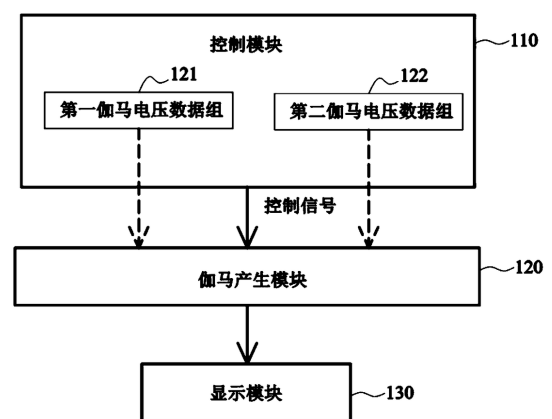 控制模块
110
121
122
第一伽马电压数据组
第二伽马电压数据组
控制信号
伽马产生模块
120
显示模块
130